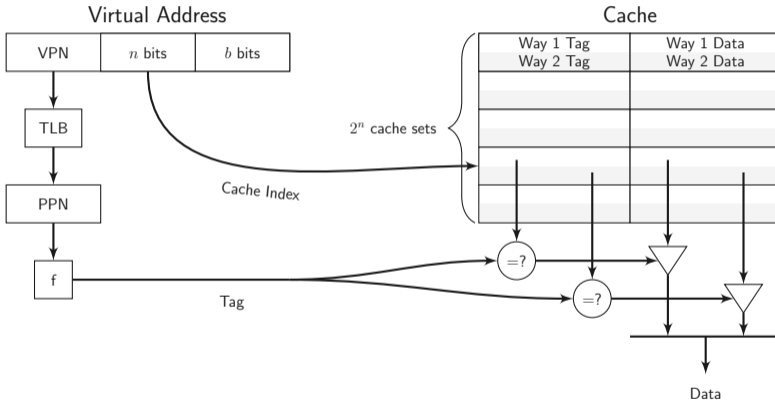 Virtual Address
Cache
VPN
n bits
b bits
Way 1 Tag
Way 1 Data
Way 2 Tag
Way 2 Data
TLB
2ⁿ cache sets
PPN
Cache Index
f
=?
=?
Tag
Data